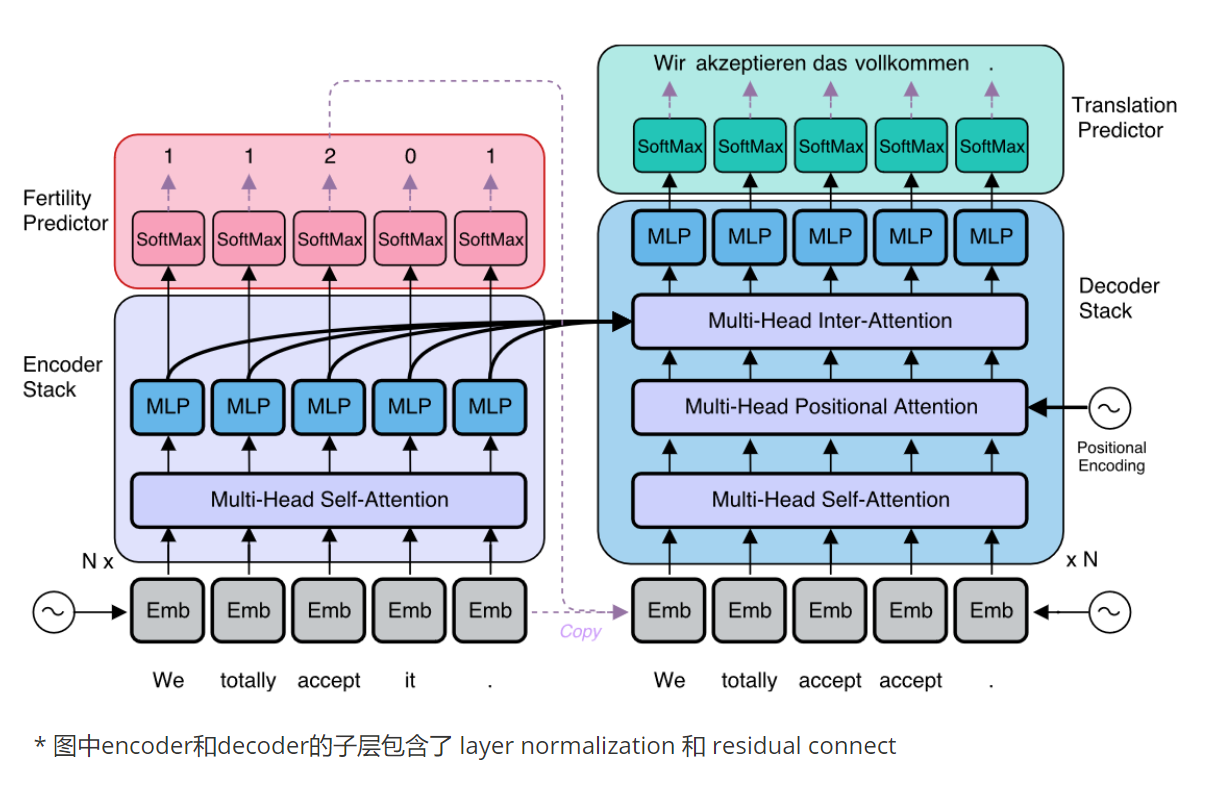 Wir akzeptieren das vollkommen .
Translation
Predictor
SoftMax SoftMax SoftMax SoftMax SoftMax
1 1 2 0 1
Fertility
Predictor
SoftMax SoftMax SoftMax SoftMax SoftMax
MLP MLP MLP MLP MLP
Decoder
Stack
Multi-Head Inter-Attention
Encoder
Stack
MLP MLP MLP MLP MLP
Multi-Head Positional Attention
Positional
Encoding
Multi-Head Self-Attention
Multi-Head Self-Attention
N x
x N
Emb Emb Emb Emb Emb
Copy
Emb Emb Emb Emb Emb
We totally accept it .
We totally accept accept .
* 图中encoder和decoder的子层包含了 layer normalization 和 residual connect